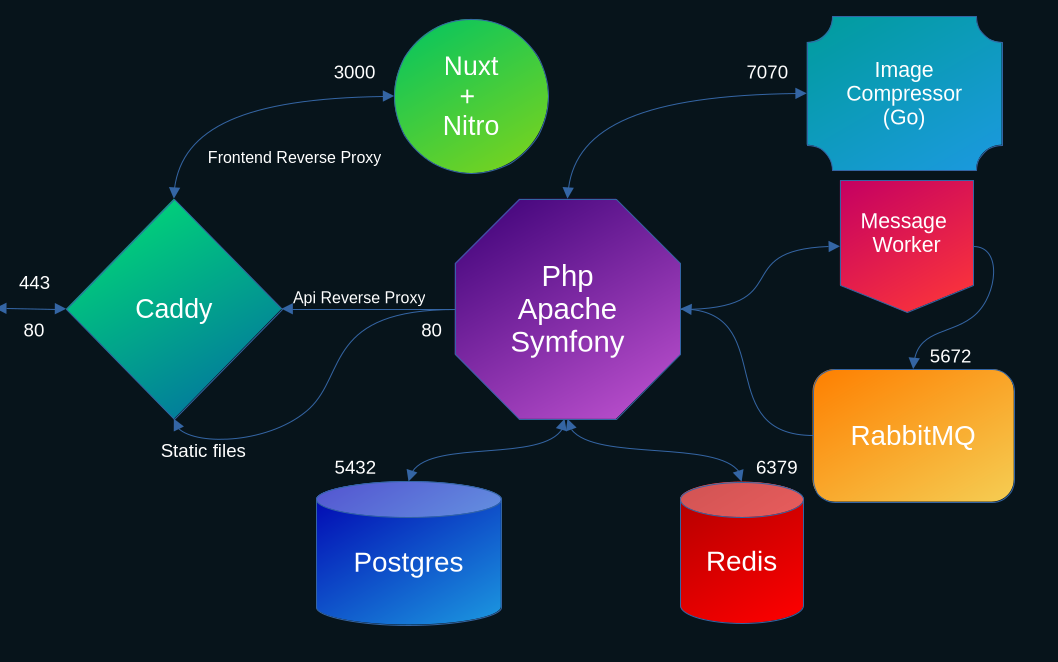 3000
Nuxt
+
Nitro
7070
Image
Compressor
(Go)
Frontend Reverse Proxy
Message
Worker
443
80
Caddy
Api Reverse Proxy
80
Php
Apache
Symfony
5672
RabbitMQ
Static files
5432
Postgres
6379
Redis